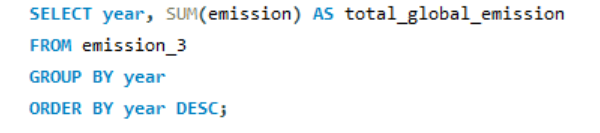 SELECT year, SUM(emission) AS total_global_emission
FROM emission_3
GROUP BY year
ORDER BY year DESC;